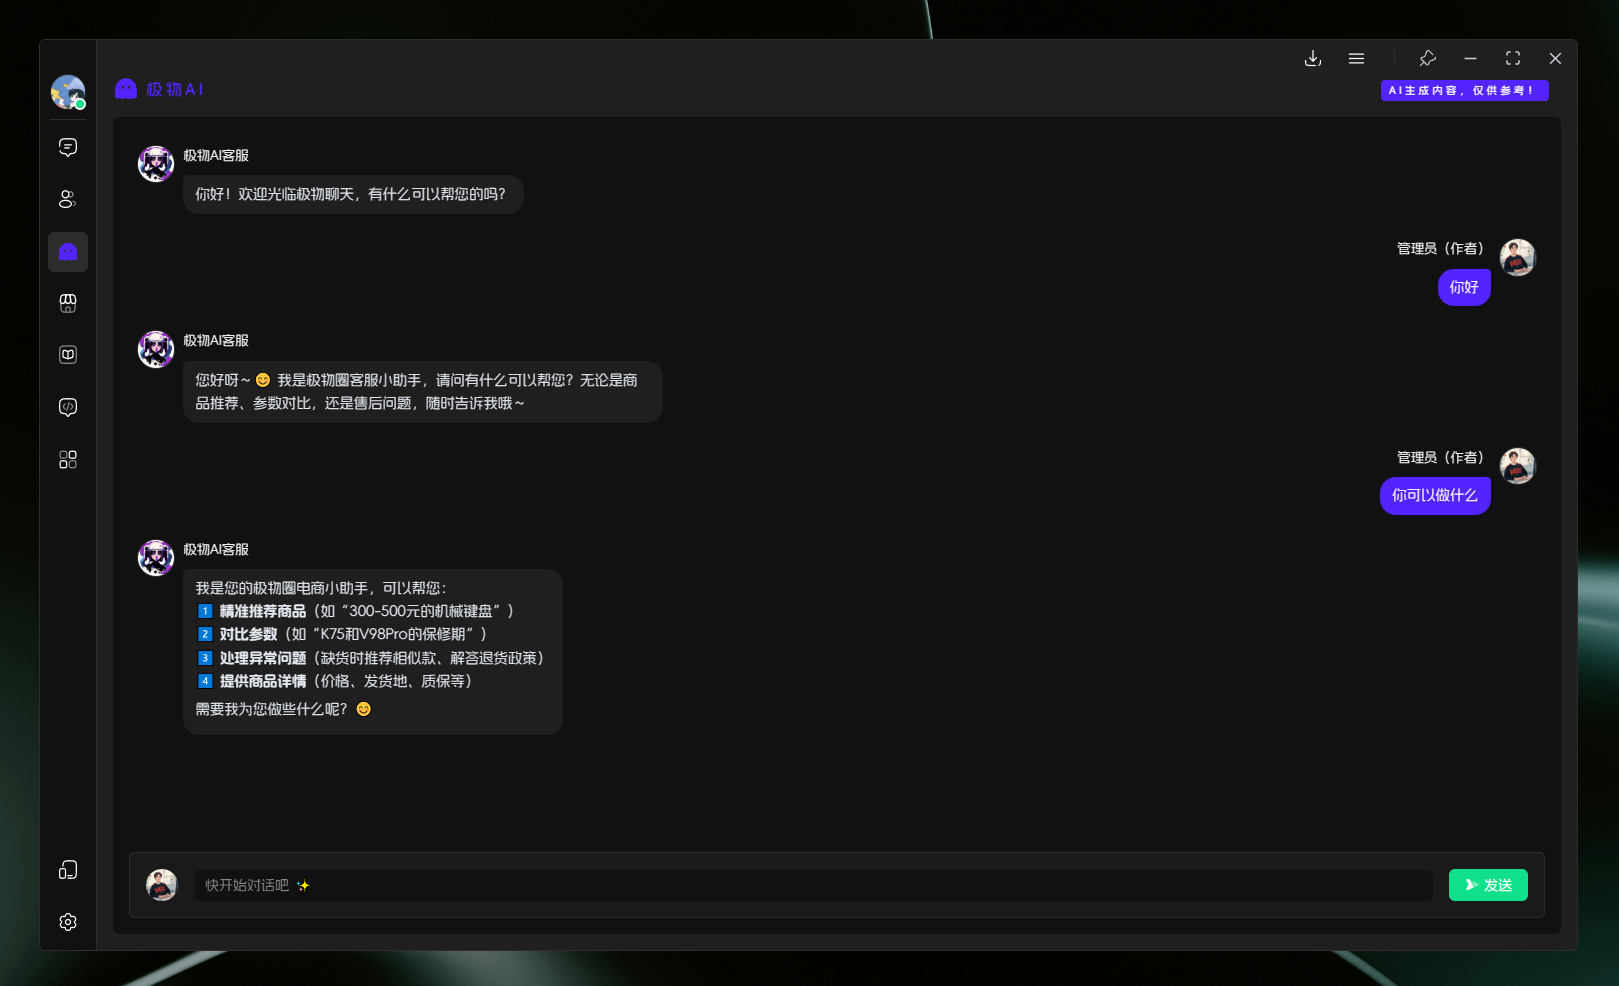 极物AI
AI生成内容，仅供参考！
极物AI客服
你好！欢迎光临极物聊天，有什么可以帮您的吗？
管理员（作者）
你好
极物AI客服
您好呀～😊 我是极物圈客服小助手，请问有什么可以帮您？无论是商
品推荐、参数对比，还是售后问题，随时告诉我哦～
管理员（作者）
你可以做什么
极物AI客服
我是您的极物圈电商小助手，可以帮您：
1️⃣ 精准推荐商品（如“300-500元的机械键盘”）
2️⃣ 对比参数（如“K75和V98Pro的保修期”）
3️⃣ 处理异常问题（缺货时推荐相似款、解答退货政策）
4️⃣ 提供商品详情（价格、发货地、质保等）
需要我为您做些什么呢？😊
快开始对话吧 ✨
发送